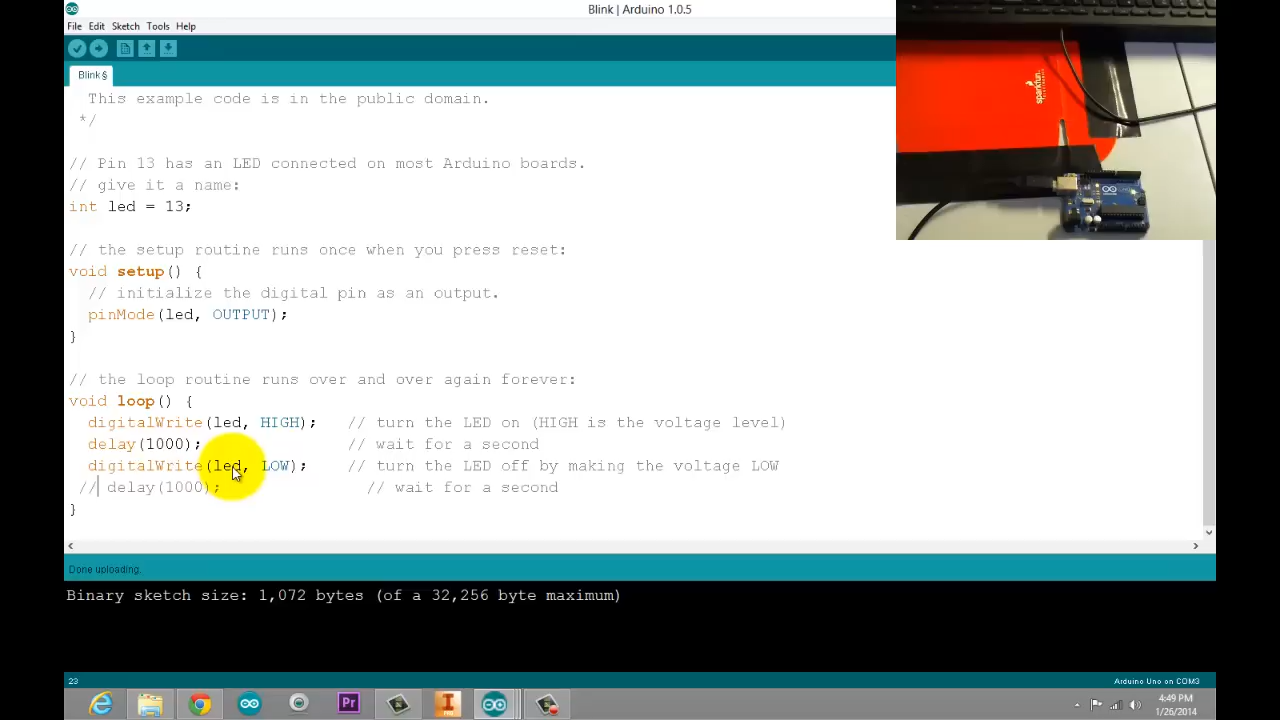 Blink | Arduino 1.0.5
File Edit Sketch Tools Help
Blink §
This example code is in the public domain.
*/
// Pin 13 has an LED connected on most Arduino boards.
// give it a name:
int led = 13;
// the setup routine runs once when you press reset:
void setup() {
// initialize the digital pin as an output.
pinMode(led, OUTPUT);
}
// the loop routine runs over and over again forever:
void loop() {
digitalWrite(led, HIGH); // turn the LED on (HIGH is the voltage level)
delay(1000); // wait for a second
digitalWrite(led, LOW); // turn the LED off by making the voltage LOW
// delay(1000); // wait for a second
}
Done uploading.
Binary sketch size: 1,072 bytes (of a 32,256 byte maximum)
23
Arduino Uno on COM3
Pr
I
4:49 PM
1/26/2014
sparkfun